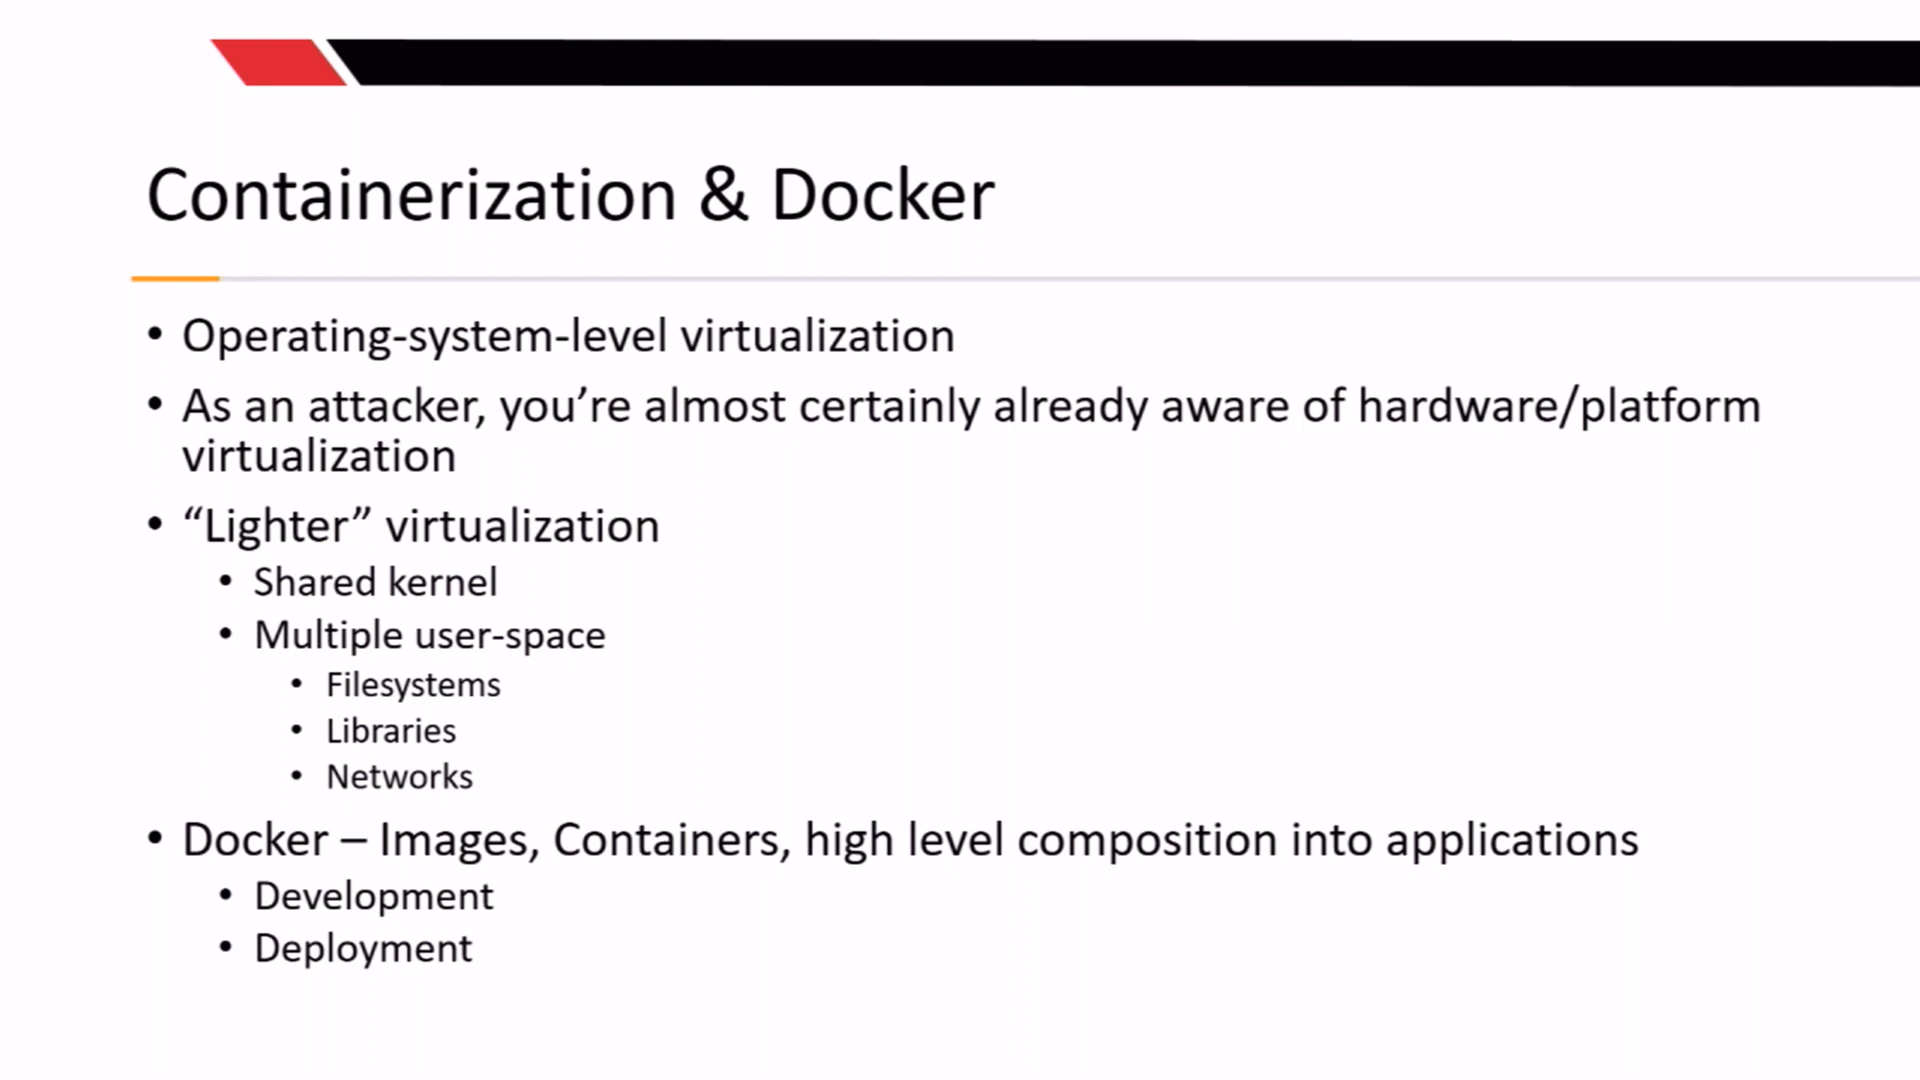 Containerization & Docker
• Operating-system-level virtualization
• As an attacker, you’re almost certainly already aware of hardware/platform
virtualization
• “Lighter” virtualization
• Shared kernel
• Multiple user-space
• Filesystems
• Libraries
• Networks
• Docker – Images, Containers, high level composition into applications
• Development
• Deployment